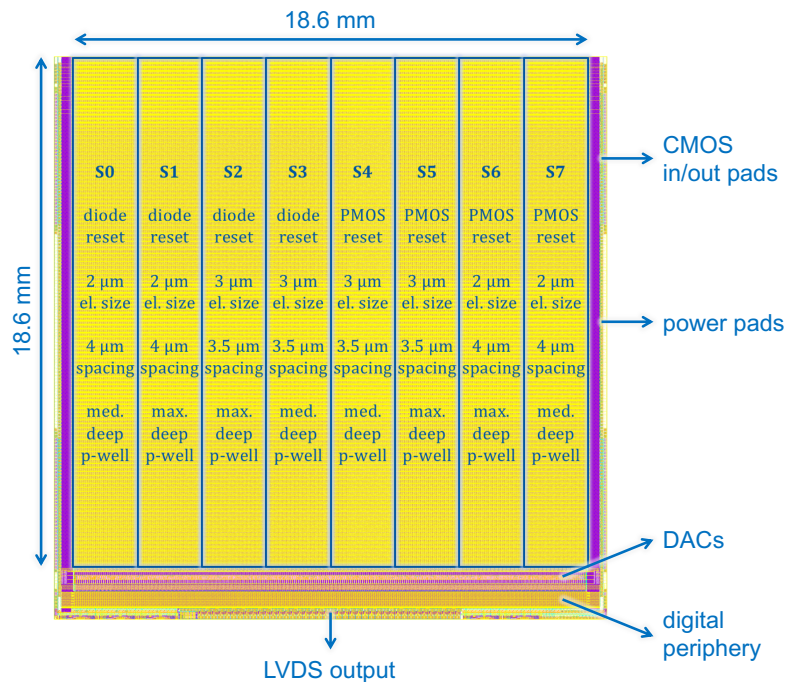 18.6 mm
18.6 mm
S0
diode
reset
2 µm
el. size
4 µm
spacing
med.
deep
p-well
S1
diode
reset
2 µm
el. size
4 µm
spacing
max.
deep
p-well
S2
diode
reset
3 µm
el. size
3.5 µm
spacing
max.
deep
p-well
S3
diode
reset
3 µm
el. size
3.5 µm
spacing
med.
deep
p-well
S4
PMOS
reset
3 µm
el. size
3.5 µm
spacing
med.
deep
p-well
S5
PMOS
reset
3 µm
el. size
3.5 µm
spacing
max.
deep
p-well
S6
PMOS
reset
2 µm
el. size
4 µm
spacing
max.
deep
p-well
S7
PMOS
reset
2 µm
el. size
4 µm
spacing
med.
deep
p-well
CMOS
in/out pads
power pads
DACs
digital
periphery
LVDS output